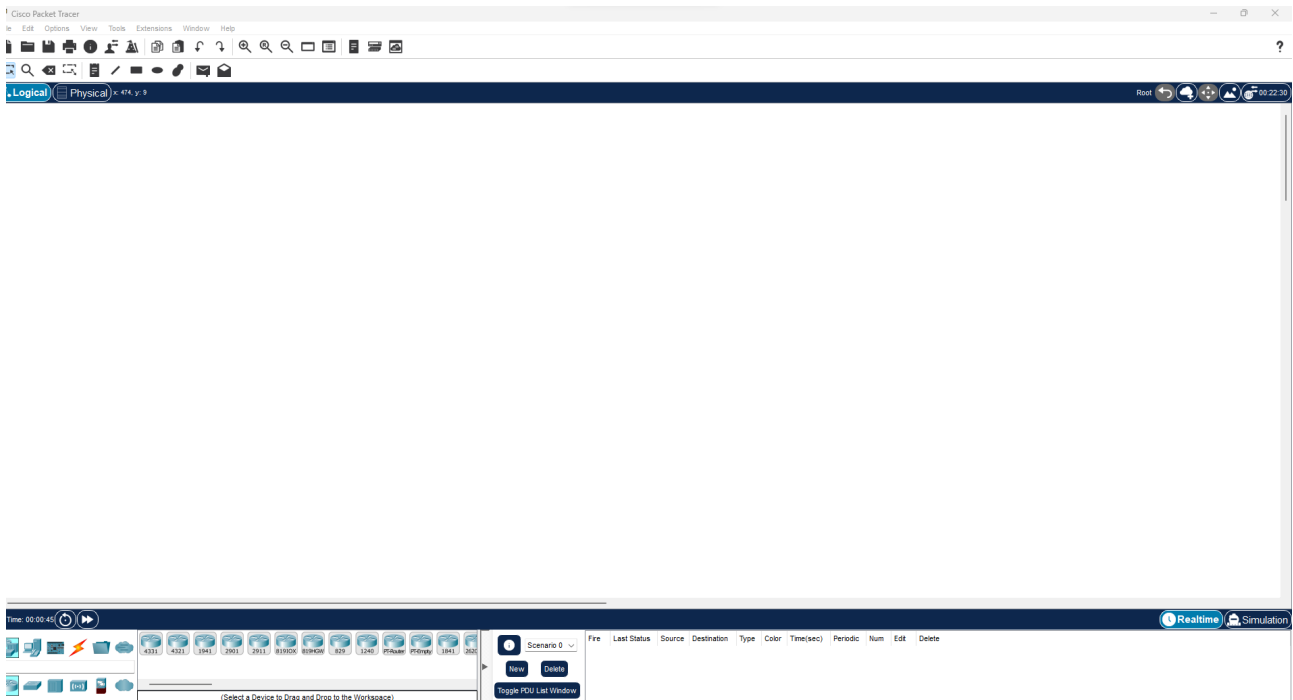 Cisco Packet Tracer
le Edit Options View Tools Extensions Window Help
?
Logical Physical x: 474, y: 9 Root 00:22:30
Time: 00:00:45 Realtime Simulation
4331 4321 1941 2901 2911 819IOX 819HGW 829 1240 PT-Router PT-Empty 1841 262
Scenario 0 Fire Last Status Source Destination Type Color Time(sec) Periodic Num Edit Delete
New Delete
Toggle PDU List Window
(Select a Device to Drag and Drop to the Workspace)